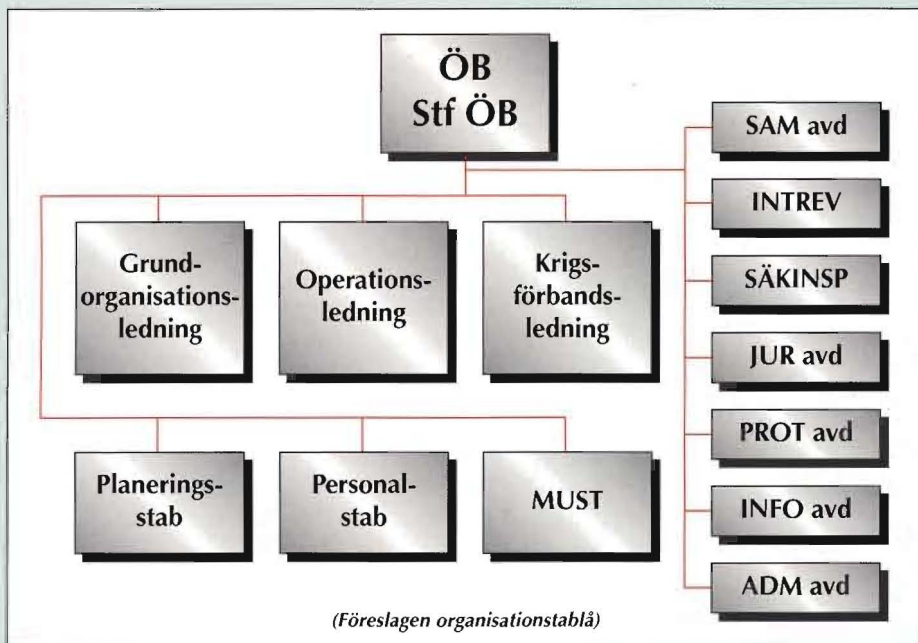 ÖB
Stf ÖB
SAM avd
INTREV
SÄKINSP
JUR avd
PROT avd
INFO avd
ADM avd
Grund-
organisations-
ledning
Operations-
ledning
Krigs-
förbands-
ledning
Planerings-
stab
Personal-
stab
MUST
(Föreslagen organisationstablå)